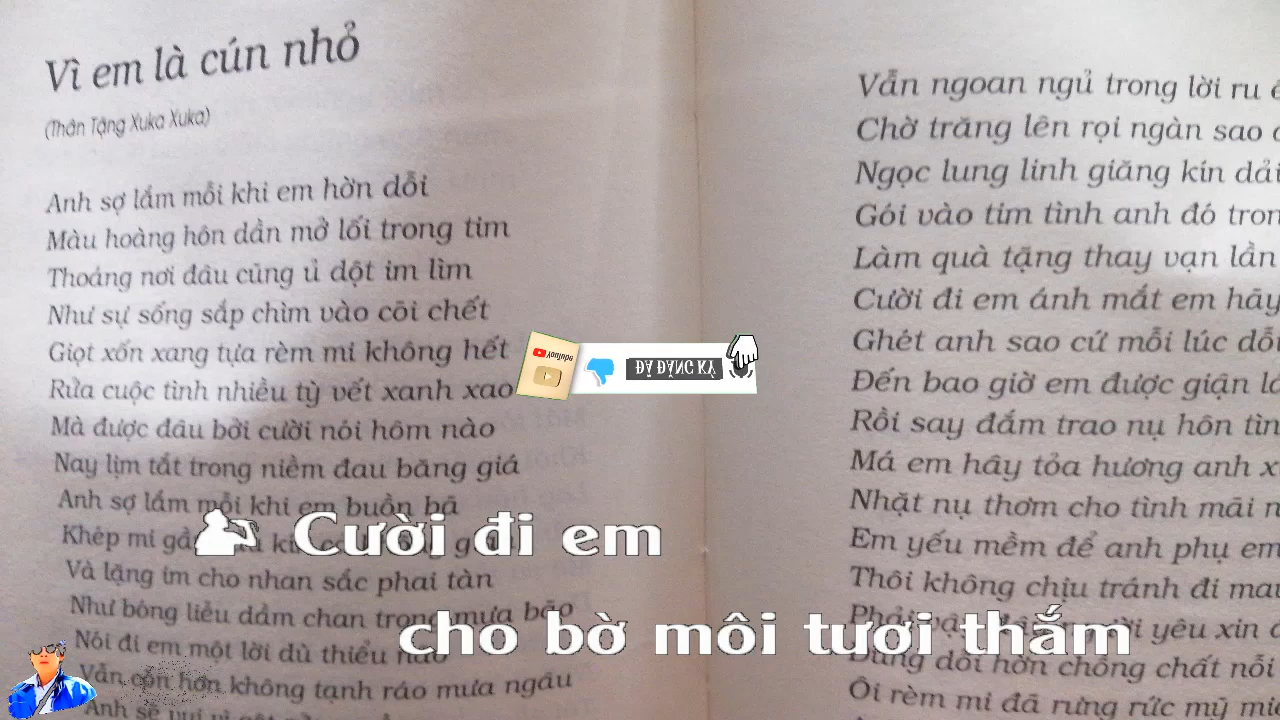 Vì em là cún nhỏ
(Thân Tặng Xuka Xuka)
Anh sợ lắm mỗi khi em hờn dỗi
Màu hoàng hôn dần mở lối trong tim
Thoáng nơi đâu cũng ủ dột im lìm
Như sự sống sắp chìm vào cõi chết
Giọt xốn xang tựa rèm mi không hết
Rửa cuộc tình nhiều tỳ vết xanh xao
Mà được đâu bởi cười nói hôm nào
Nay lịm tắt trong niềm đau băng giá
Anh sợ lắm mỗi khi em buồn bã
Khép mi
Và lặng im cho nhan sắc phai tàn
Như bông liễu dầm chan trong mưa bão
Nói đi em một lời dù thiểu não
Vẫn còn hơn không tạnh ráo mưa ngâu
Vẫn ngoan ngủ trong lời ru
Chờ trăng lên rọi ngàn sao
Ngọc lung linh giăng kín dải
Gói vào tim tình anh đó
Làm quà tặng thay vạn lần
Cười đi em ánh mắt em hãy
Ghét anh sao cứ mỗi lúc
Đến bao giờ em được giận
Rồi say đắm trao nụ hôn
Má em hây tỏa hương anh
Nhặt nụ thơm cho tình mãi
Em yếu mềm để anh phụ em
Thôi không chịu tránh đi
yêu xin
Đừng dỗi hờn chồng chất nỗi
Ôi rèm mi đã rưng rức mỹ
YouTube
ĐÃ ĐĂNG KÝ
Cười đi em
cho bờ môi tươi thắm